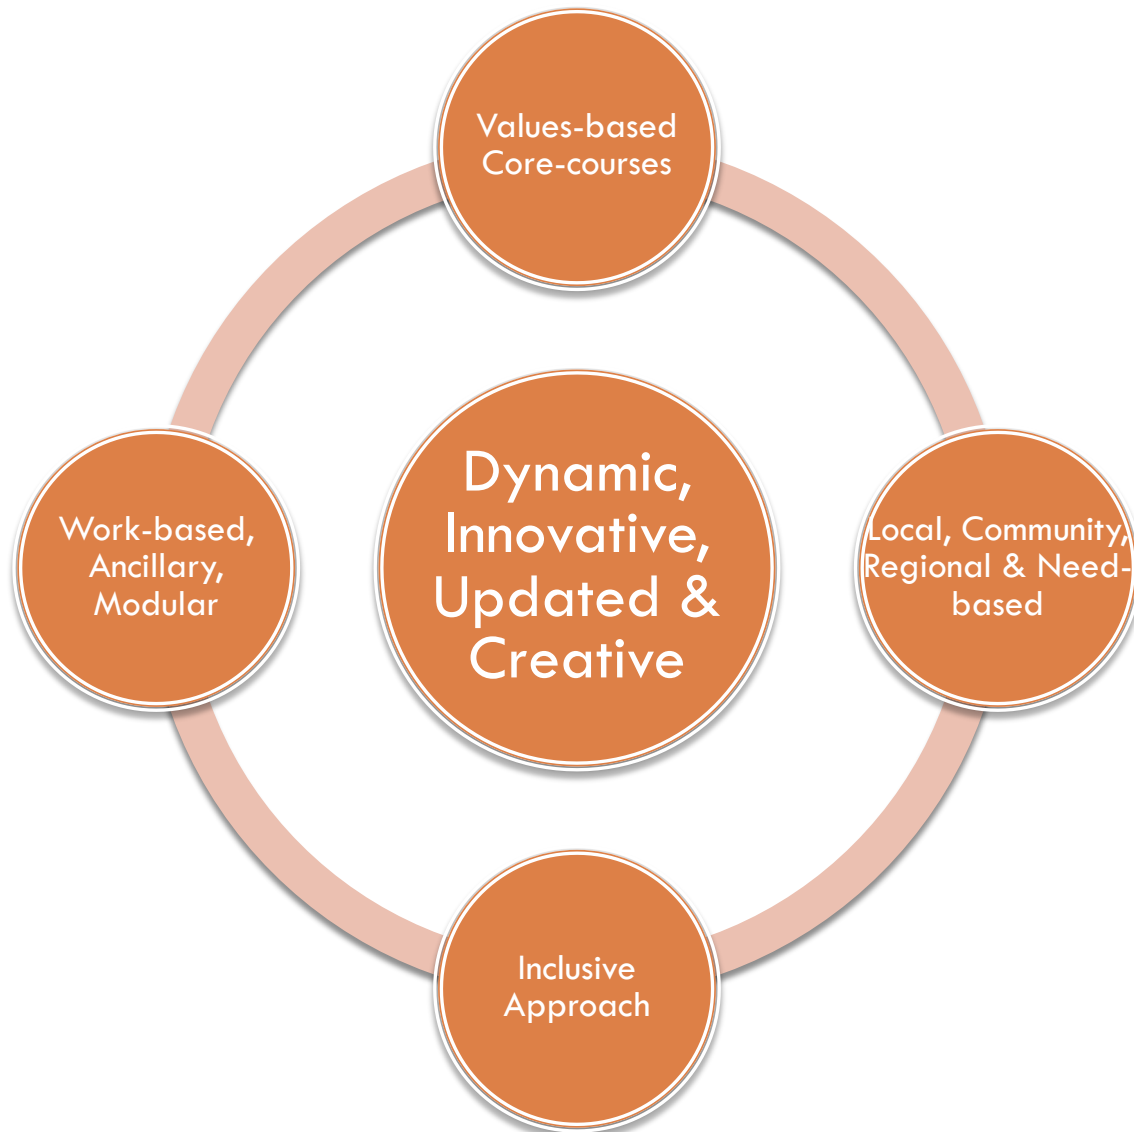 Values-based
Core-courses
Dynamic,
Innovative,
Updated &
Creative
Local, Community,
Regional & Need-
based
Inclusive
Approach
Work-based,
Ancillary,
Modular